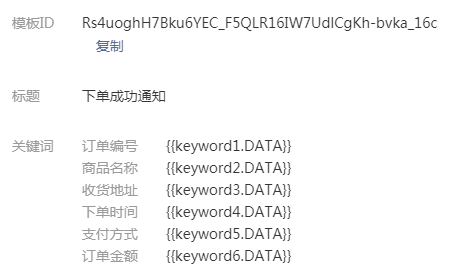 模板ID Rs4uoghH7Bku6YEC_F5QLR16IW7UdlCgKh-bvka_16c
复制
标题 下单成功通知
关键词 订单编号 {{keyword1.DATA}}
商品名称 {{keyword2.DATA}}
收货地址 {{keyword3.DATA}}
下单时间 {{keyword4.DATA}}
支付方式 {{keyword5.DATA}}
订单金额 {{keyword6.DATA}}